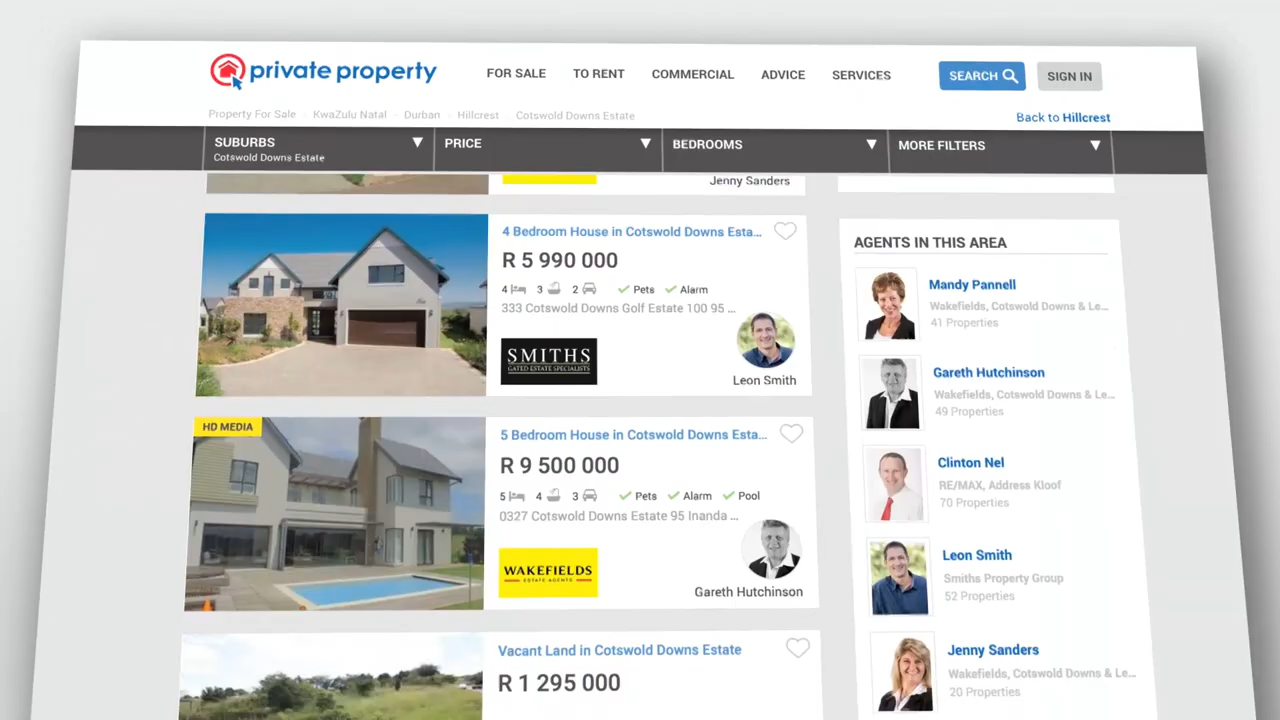 private property
FOR SALE
TO RENT
COMMERCIAL
ADVICE
SERVICES
SEARCH
SIGN IN
Property For Sale
KwaZulu Natal
Durban
Hillcrest
Cotswold Downs Estate
Back to Hillcrest
SUBURBS
Cotswold Downs Estate
PRICE
BEDROOMS
MORE FILTERS
Jenny Sanders
4 Bedroom House in Cotswold Downs Esta...
R 5 990 000
4 3 2 Pets Alarm
333 Cotswold Downs Golf Estate 100 95 ...
SMITHS
GATED ESTATE SPECIALISTS
Leon Smith
HD MEDIA
5 Bedroom House in Cotswold Downs Esta...
R 9 500 000
5 4 3 Pets Alarm Pool
0327 Cotswold Downs Estate 95 Inanda ...
WAKEFIELDS
ESTATE AGENTS
Gareth Hutchinson
Vacant Land in Cotswold Downs Estate
R 1 295 000
AGENTS IN THIS AREA
Mandy Pannell
Wakefields, Cotswold Downs & Le...
41 Properties
Gareth Hutchinson
Wakefields, Cotswold Downs & Le...
49 Properties
Clinton Nel
RE/MAX, Address Kloof
70 Properties
Leon Smith
Smiths Property Group
52 Properties
Jenny Sanders
Wakefields, Cotswold Downs & Le...
20 Properties